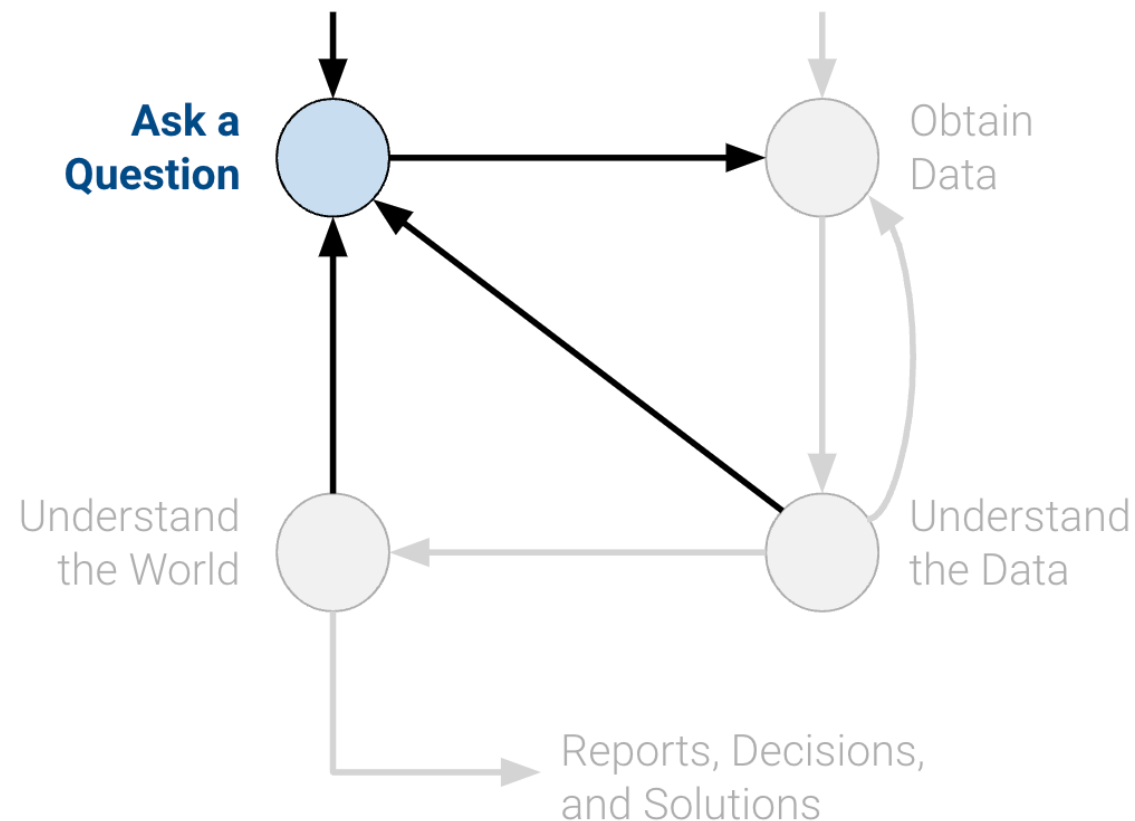 Ask a
Question
Obtain
Data
Understand
the World
Understand
the Data
Reports, Decisions,
and Solutions